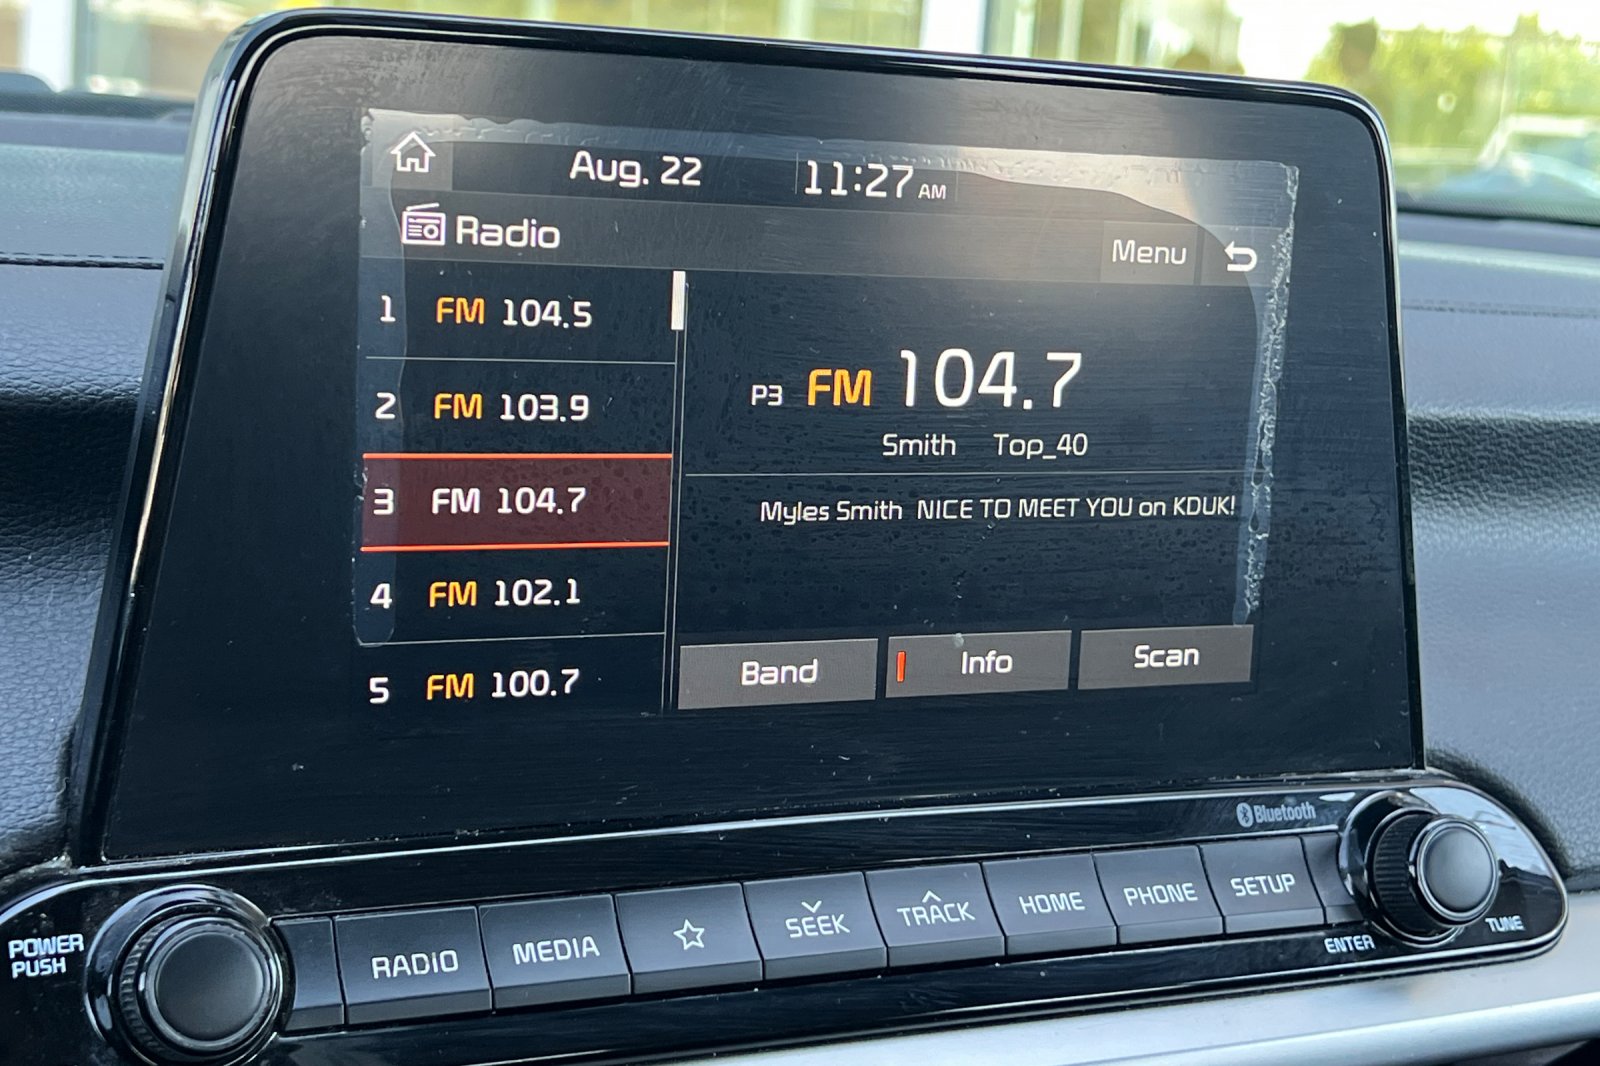 Aug. 22 11:27 AM
Radio
Menu
1 FM 104.5
2 FM 103.9
3 FM 104.7
4 FM 102.1
5 FM 100.7
P3 FM 104.7
Smith Top_40
Myles Smith NICE TO MEET YOU on KDUK!
Band Info Scan
Bluetooth
POWER
PUSH
RADIO MEDIA SEEK TRACK HOME PHONE SETUP
ENTER
TUNE